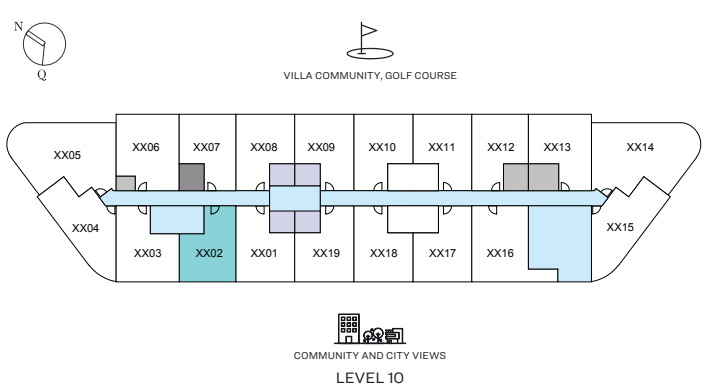 N
Q
VILLA COMMUNITY, GOLF COURSE
XX05 XX06 XX07 XX08 XX09 XX10 XX11 XX12 XX13 XX14
XX04 XX03 XX02 XX01 XX19 XX18 XX17 XX16 XX15
COMMUNITY AND CITY VIEWS
LEVEL 10